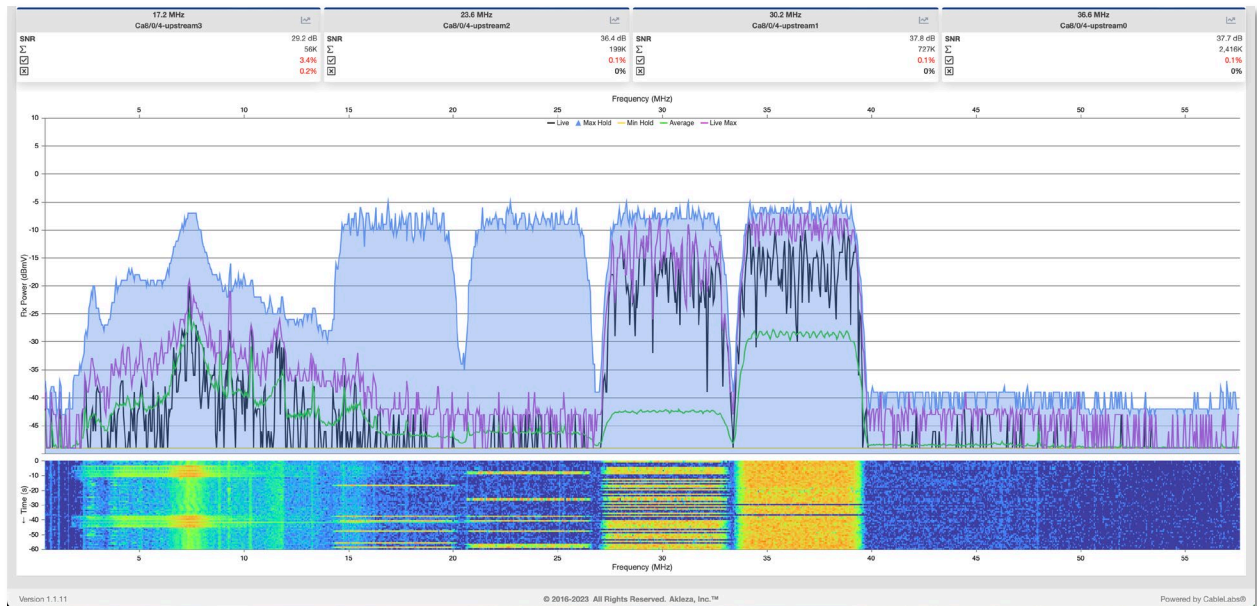 17.2 MHz
Ca8/0/4-upstream3
SNR 29.2 dB
Σ 56K
3.4%
0.2%
23.6 MHz
Ca8/0/4-upstream2
SNR 36.4 dB
Σ 199K
0.1%
0%
30.2 MHz
Ca8/0/4-upstream1
SNR 37.8 dB
Σ 727K
0.1%
0%
36.6 MHz
Ca8/0/4-upstream0
SNR 37.7 dB
Σ 2,416K
0.1%
0%
Frequency (MHz)
5 10 15 20 25 30 35 40 45 50 55
Live Max Hold Min Hold Average Live Max
Rx Power (dBmV)
10
5
0
-5
-10
-15
-20
-25
-30
-35
-40
-45
← Time (s)
0
-10
-20
-30
-40
-50
-60
5 10 15 20 25 30 35 40 45 50 55
Frequency (MHz)
Version 1.1.11 © 2016-2023 All Rights Reserved. Akleza, Inc.™ Powered by CableLabs®